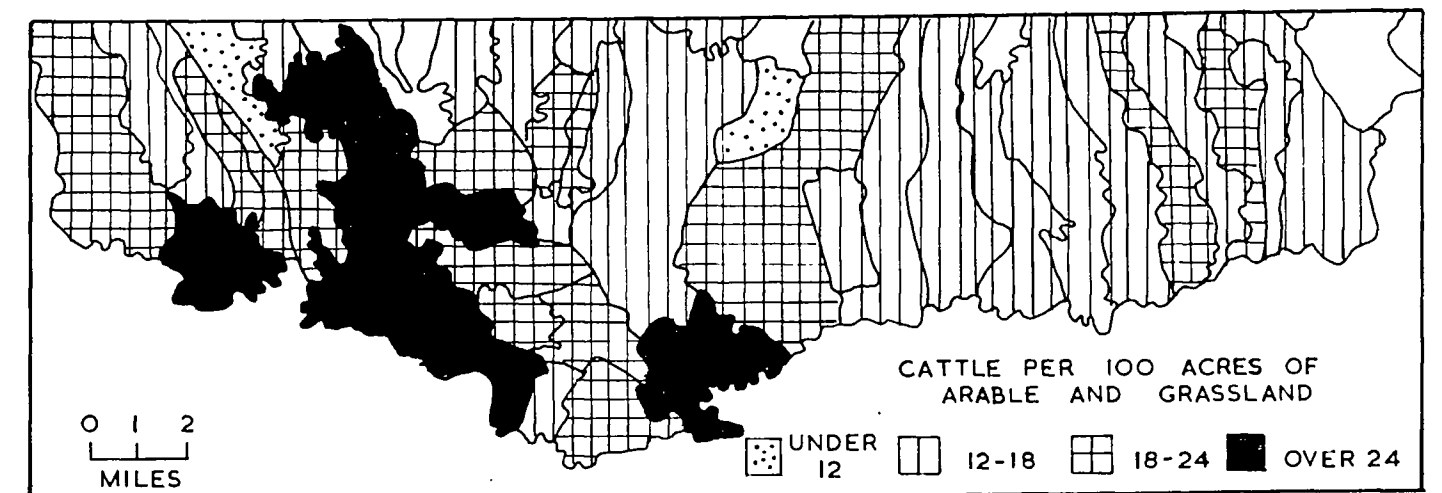 CATTLE PER 100 ACRES OF
ARABLE AND GRASSLAND
0 1 2
MILES
UNDER
12
12-18
18-24
OVER 24